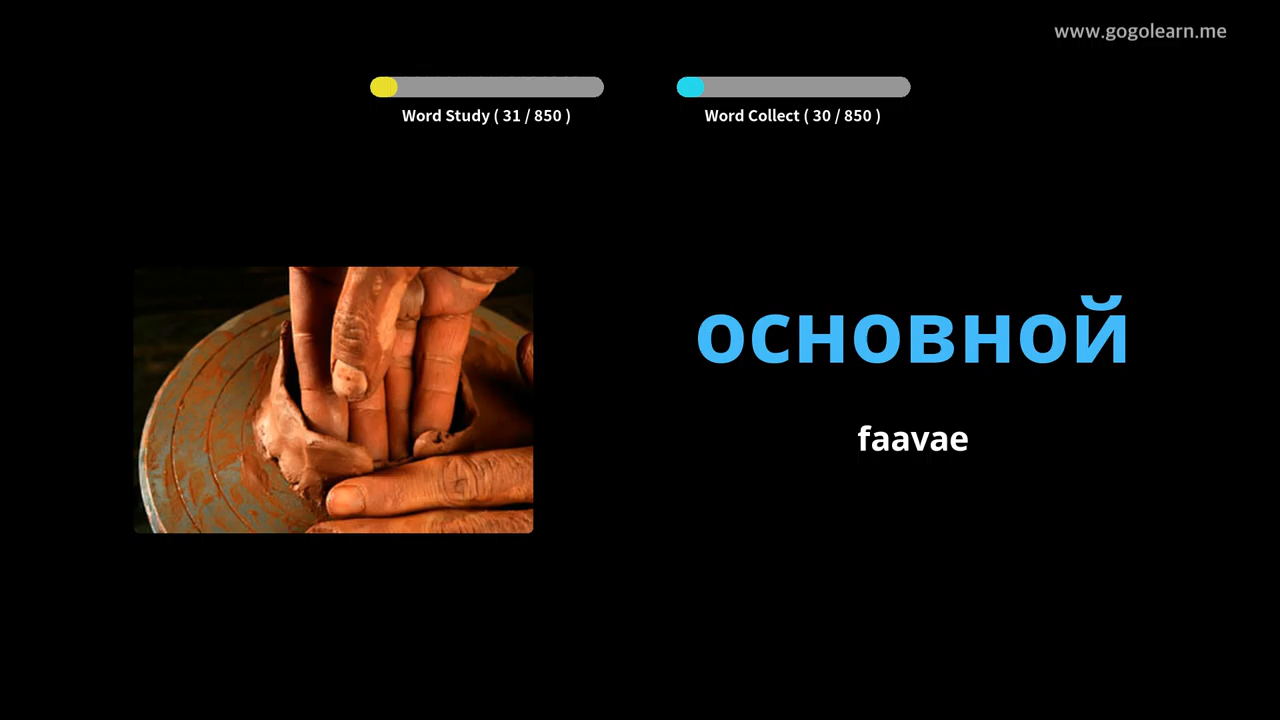 www.gogolearn.me
Word Study ( 31 / 850 )
Word Collect ( 30 / 850 )
основной
faavae